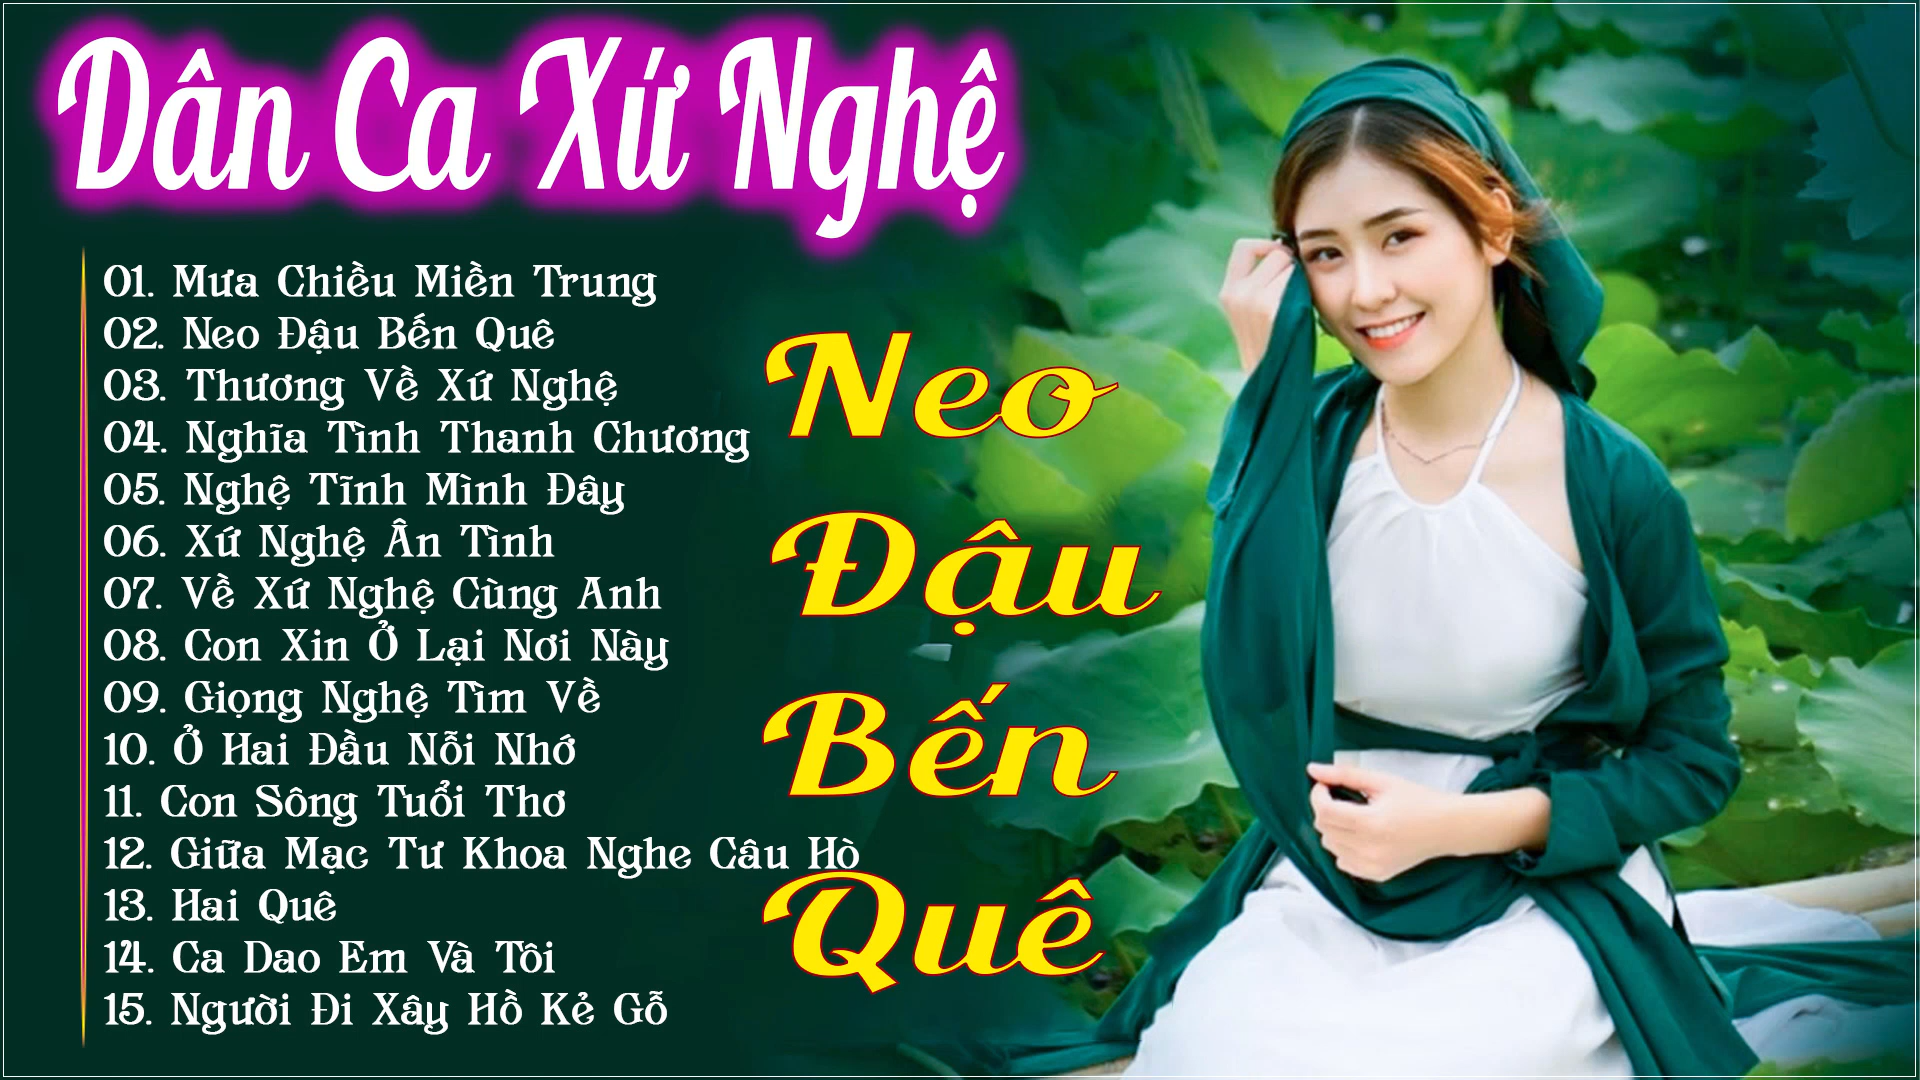 Dân Ca Xứ Nghệ
01. Mưa Chiều Miền Trung
02. Neo Đậu Bến Quê
03. Thương Về Xứ Nghệ
04. Nghĩa Tình Thanh Chương
05. Nghệ Tĩnh Mình Đây
06. Xứ Nghệ Ân Tình
07. Về Xứ Nghệ Cùng Anh
08. Con Xin Ở Lại Nơi Này
09. Giọng Nghệ Tìm Về
10. Ở Hai Đầu Nỗi Nhớ
11. Con Sông Tuổi Thơ
12. Giữa Mạc Tư Khoa Nghe Câu Hò
13. Hai Quê
14. Ca Dao Em Và Tôi
15. Người Đi Xây Hồ Kẻ Gỗ
Neo
Đậu
Bến
Quê